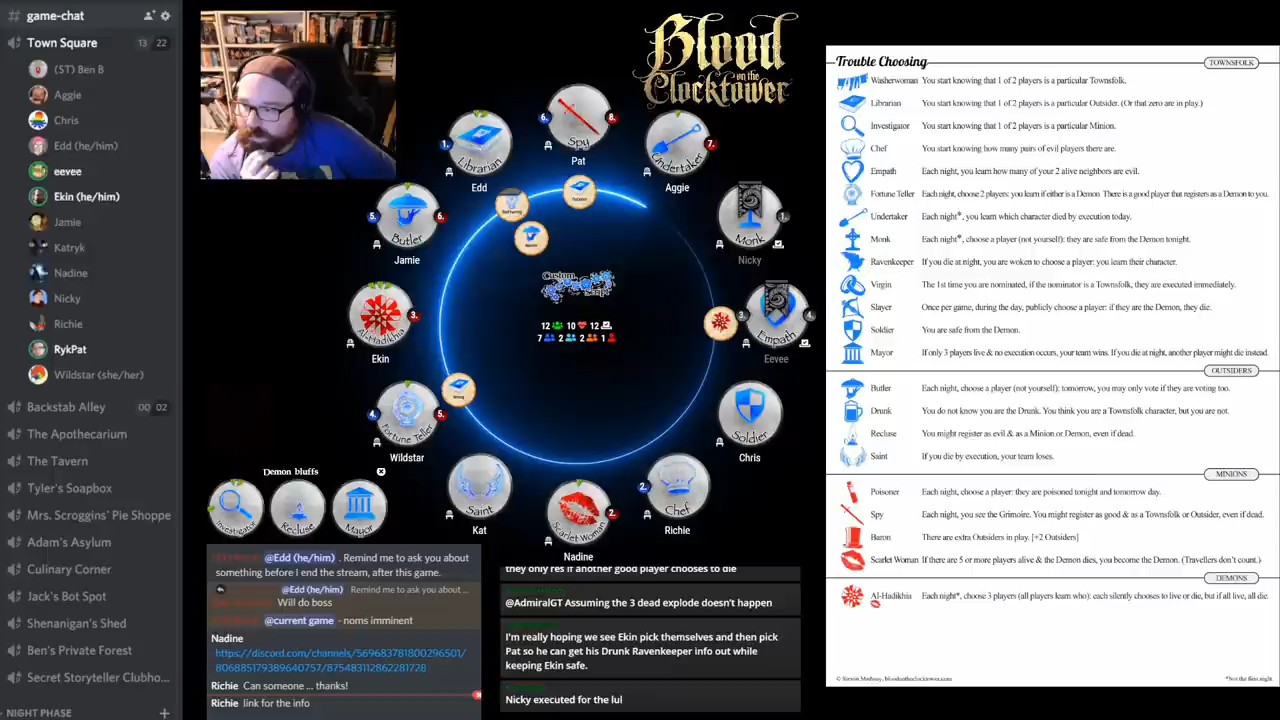 # game-chat
Town Square 13 22
(ST) Ben B
Aggie
Chris
Edd (he/him)
eevee
Jamie
Katryk
Nadine
Nicky
Richie
RykPat
Wildstar (she/her)
Backstab Alley 00 02
The Apothecarium
The Tavern
Tyler's Soapbox
Mrs. Scroggins' Pie Shoppe
Adam's Asylum
Culinary Corner
Jack's Barn
Shenanigan's Shed
Ben's Private Forest
Secret Storyteller Clubho...
NIGHT PHASE
Blood
on the
Clocktower
6. Spy 8.
Pat
1. Librarian
Edd
Undertaker 7.
Aggie
5. Butler 6.
Jamie
Monk 1.
Nicky
Al-Hadikhia 3.
Ekin
3. Empath 4.
Eevee
Custom
12 10 12
7 2 2 1
4. Fortune Teller 5.
Wildstar
Wrong
Soldier
Chris
Saint
Kat
Scarlet Woman 2.
Nadine
2. Chef
Richie
Demon bluffs
Investigator
Recluse
Mayor
@Edd (he/him) . Remind me to ask you about
something before I end the stream, after this game.
@Edd (he/him) Remind me to ask you about ...
Will do boss
@current game - noms imminent
Nadine
https://discord.com/channels/569683781800296501/
806885179389640757/875483112862281728
Richie Can someone ... thanks!
Richie link for the info
they only res if another good player chooses to die
@AdmiralGT Assuming the 3 dead explode doesn't happen
I'm really hoping we see Ekin pick themselves and then pick
Pat so he can get his Drunk Ravenkeeper info out while
keeping Ekin safe.
Nicky executed for the lul
Trouble Choosing
TOWNSFOLK
Washerwoman You start knowing that 1 of 2 players is a particular Townsfolk.
Librarian You start knowing that 1 of 2 players is a particular Outsider. (Or that zero are in play.)
Investigator You start knowing that 1 of 2 players is a particular Minion.
Chef You start knowing how many pairs of evil players there are.
Empath Each night, you learn how many of your 2 alive neighbors are evil.
Fortune Teller Each night, choose 2 players: you learn if either is a Demon There is a good player that registers as a Demon to you.
Undertaker Each night*, you learn which character died by execution today.
Monk Each night*, choose a player (not yourself): they are safe from the Demon tonight.
Ravenkeeper If you die at night, you are woken to choose a player: you learn their character.
Virgin The 1st time you are nominated, if the nominator is a Townsfolk, they are executed immediately.
Slayer Once per game, during the day, publicly choose a player: if they are the Demon, they die.
Soldier You are safe from the Demon.
Mayor If only 3 players live & no execution occurs, your team wins. If you die at night, another player might die instead.
OUTSIDERS
Butler Each night, choose a player (not yourself): tomorrow, you may only vote if they are voting too.
Drunk You do not know you are the Drunk. You think you are a Townsfolk character, but you are not.
Recluse You might register as evil & as a Minion or Demon, even if dead.
Saint If you die by execution, your team loses.
MINIONS
Poisoner Each night, choose a player: they are poisoned tonight and tomorrow day.
Spy Each night, you see the Grimoire. You might register as good & as a Townsfolk or Outsider, even if dead.
Baron There are extra Outsiders in play. [+2 Outsiders]
Scarlet Woman If there are 5 or more players alive & the Demon dies, you become the Demon. (Travellers don't count.)
DEMONS
Al-Hadikhia Each night*, choose 3 players (all players learn who): each silently chooses to live or die, but if all live, all die.
*not the first night